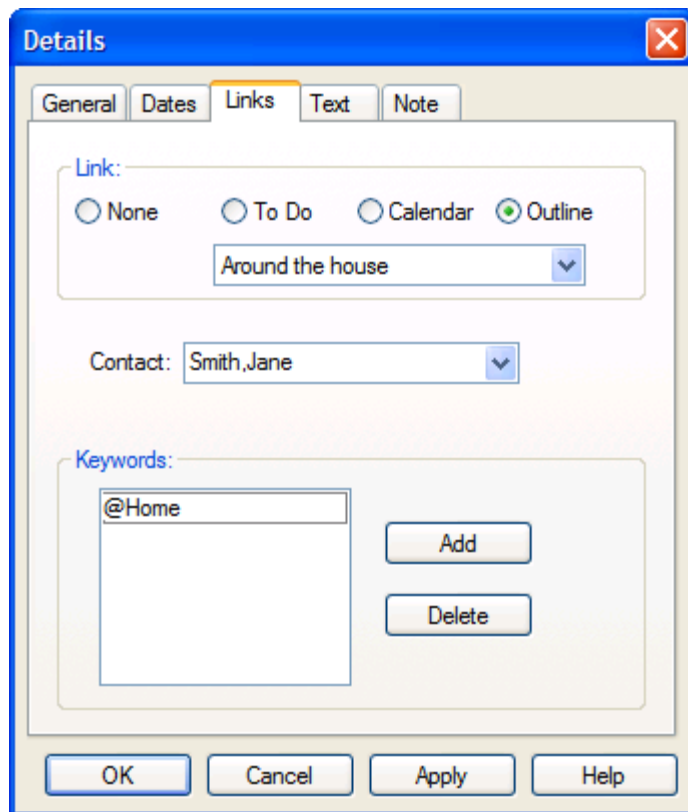 Details
General Dates Links Text Note
Link:
None To Do Calendar Outline
Around the house
Contact: Smith,Jane
Keywords:
@Home
Add
Delete
OK Cancel Apply Help